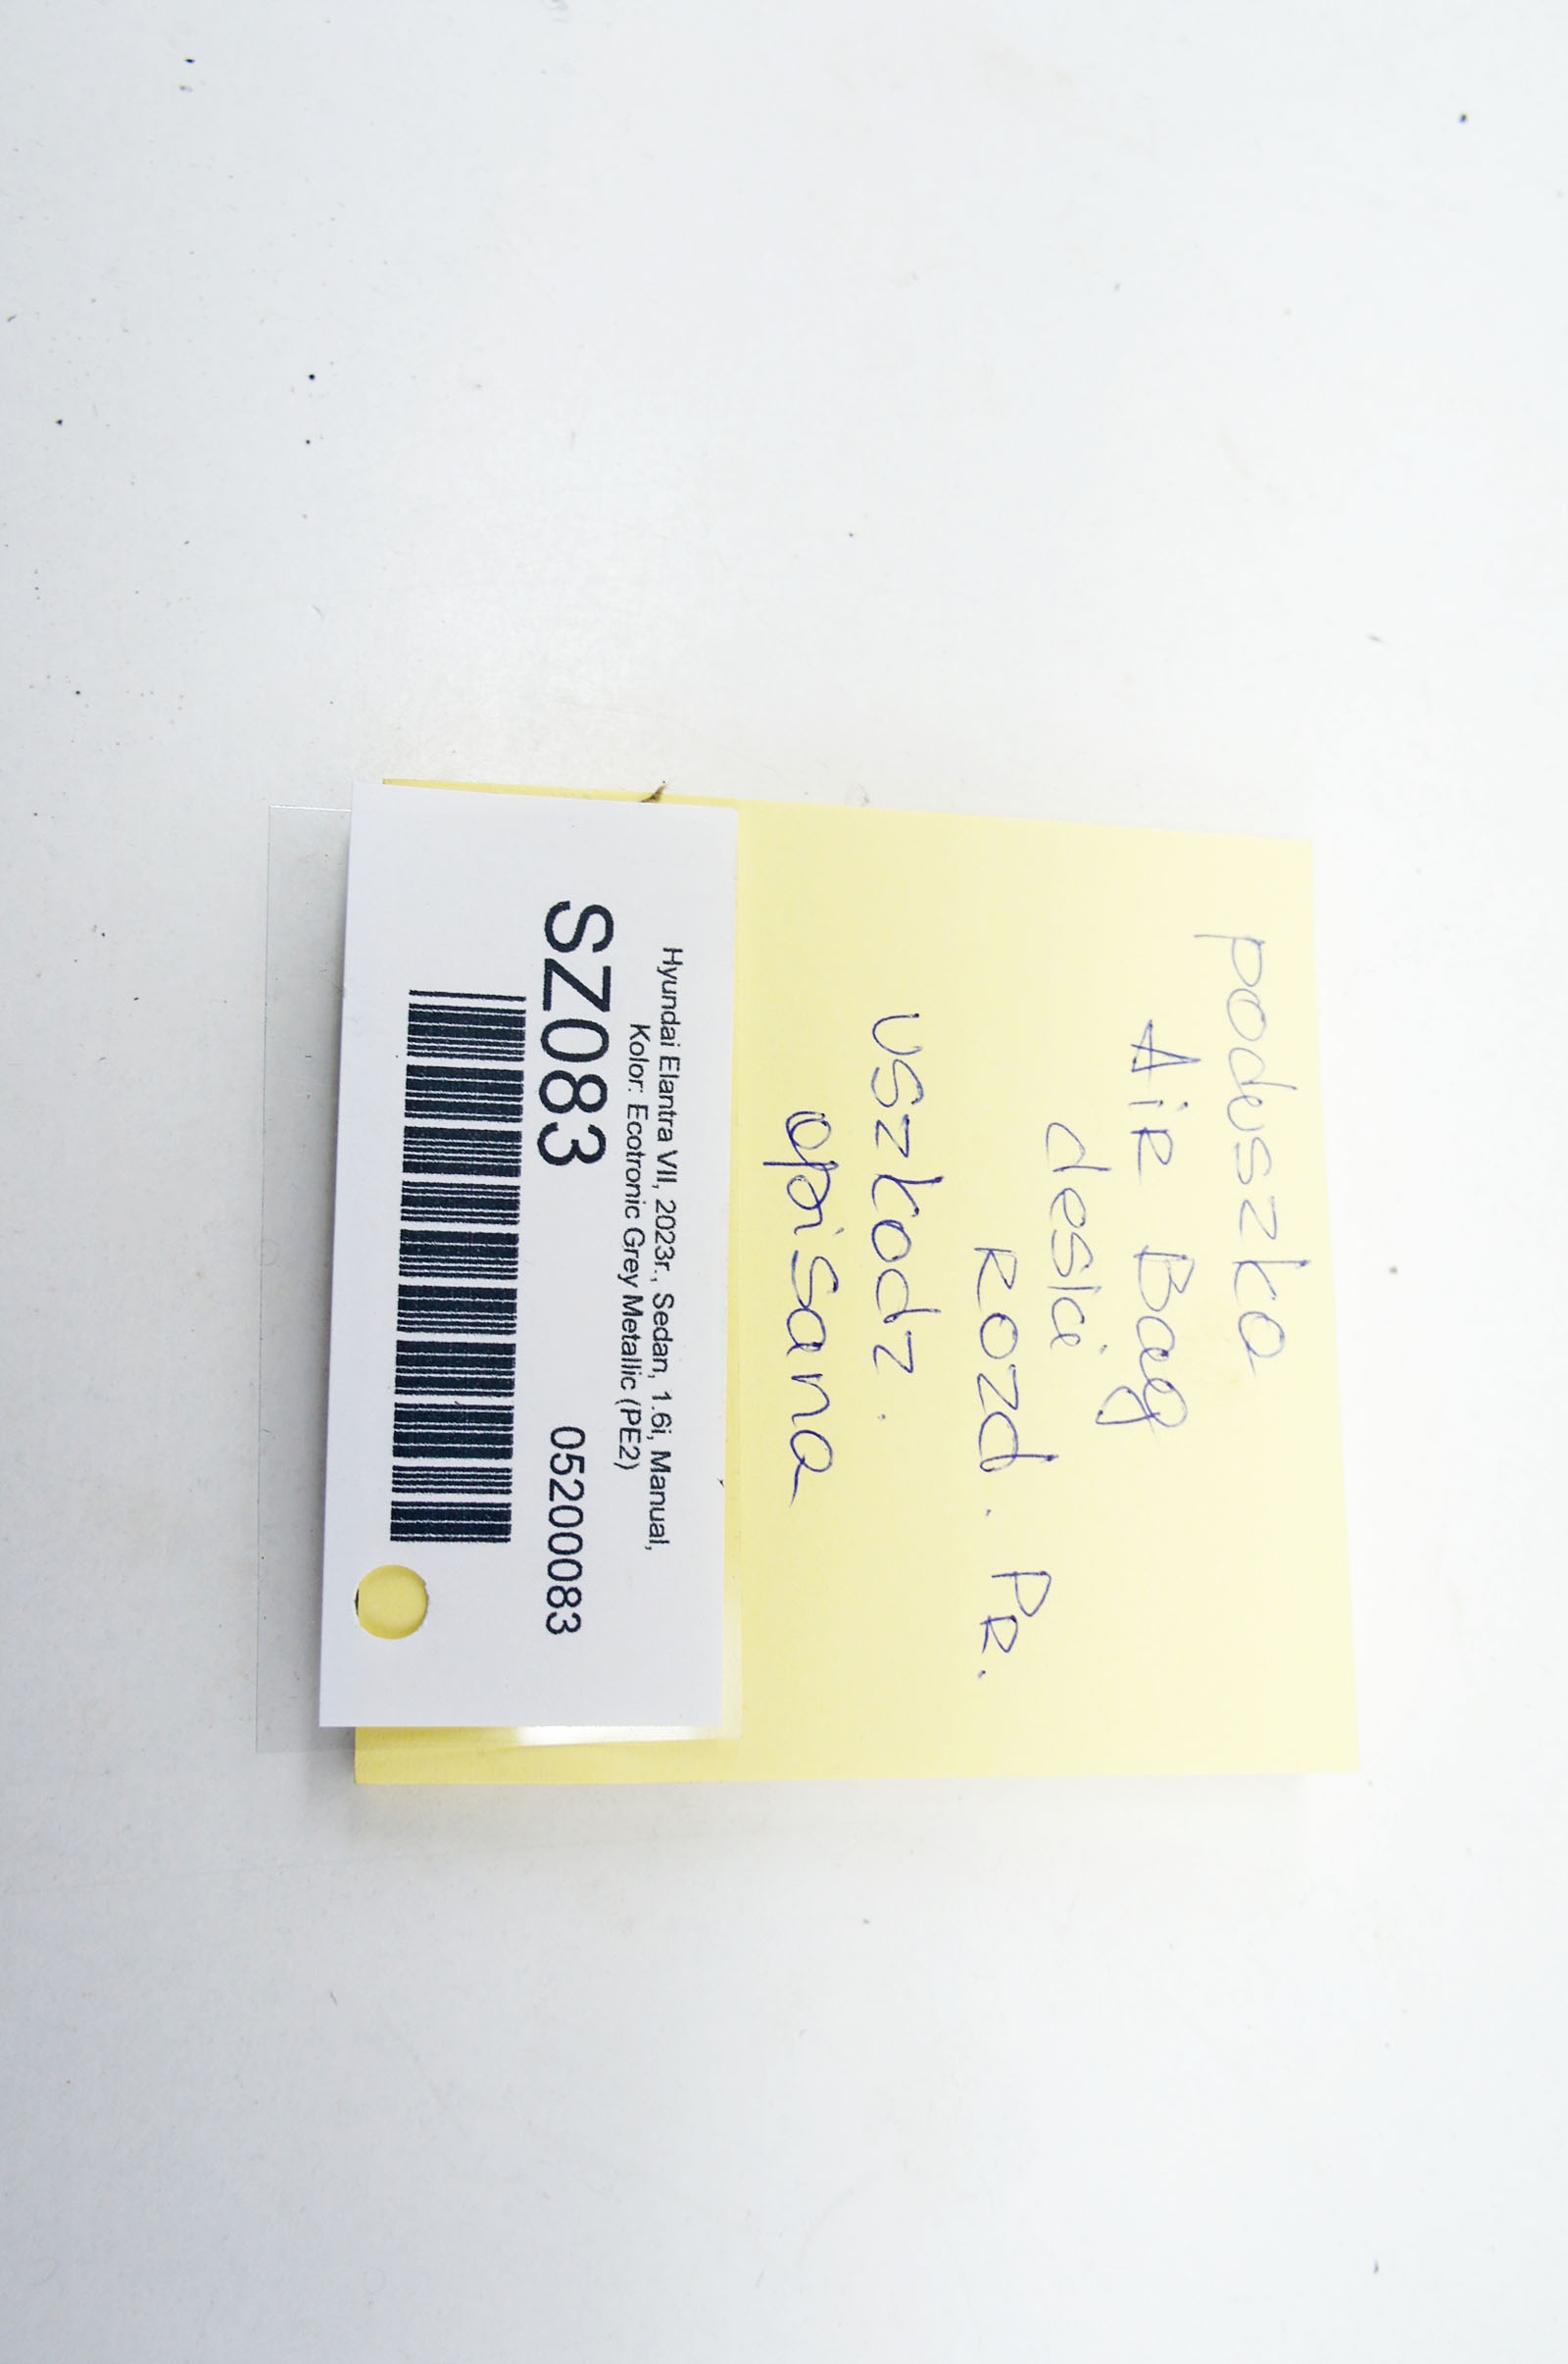 poduszka
Air Bag
deski
Rozd. PR.
uszkodz.
opisana
Hyundai Elantra VII, 2023r., Sedan, 1.6i, Manual,
Kolor: Ecotronic Grey Metallic (PE2)
SZ083 05200083